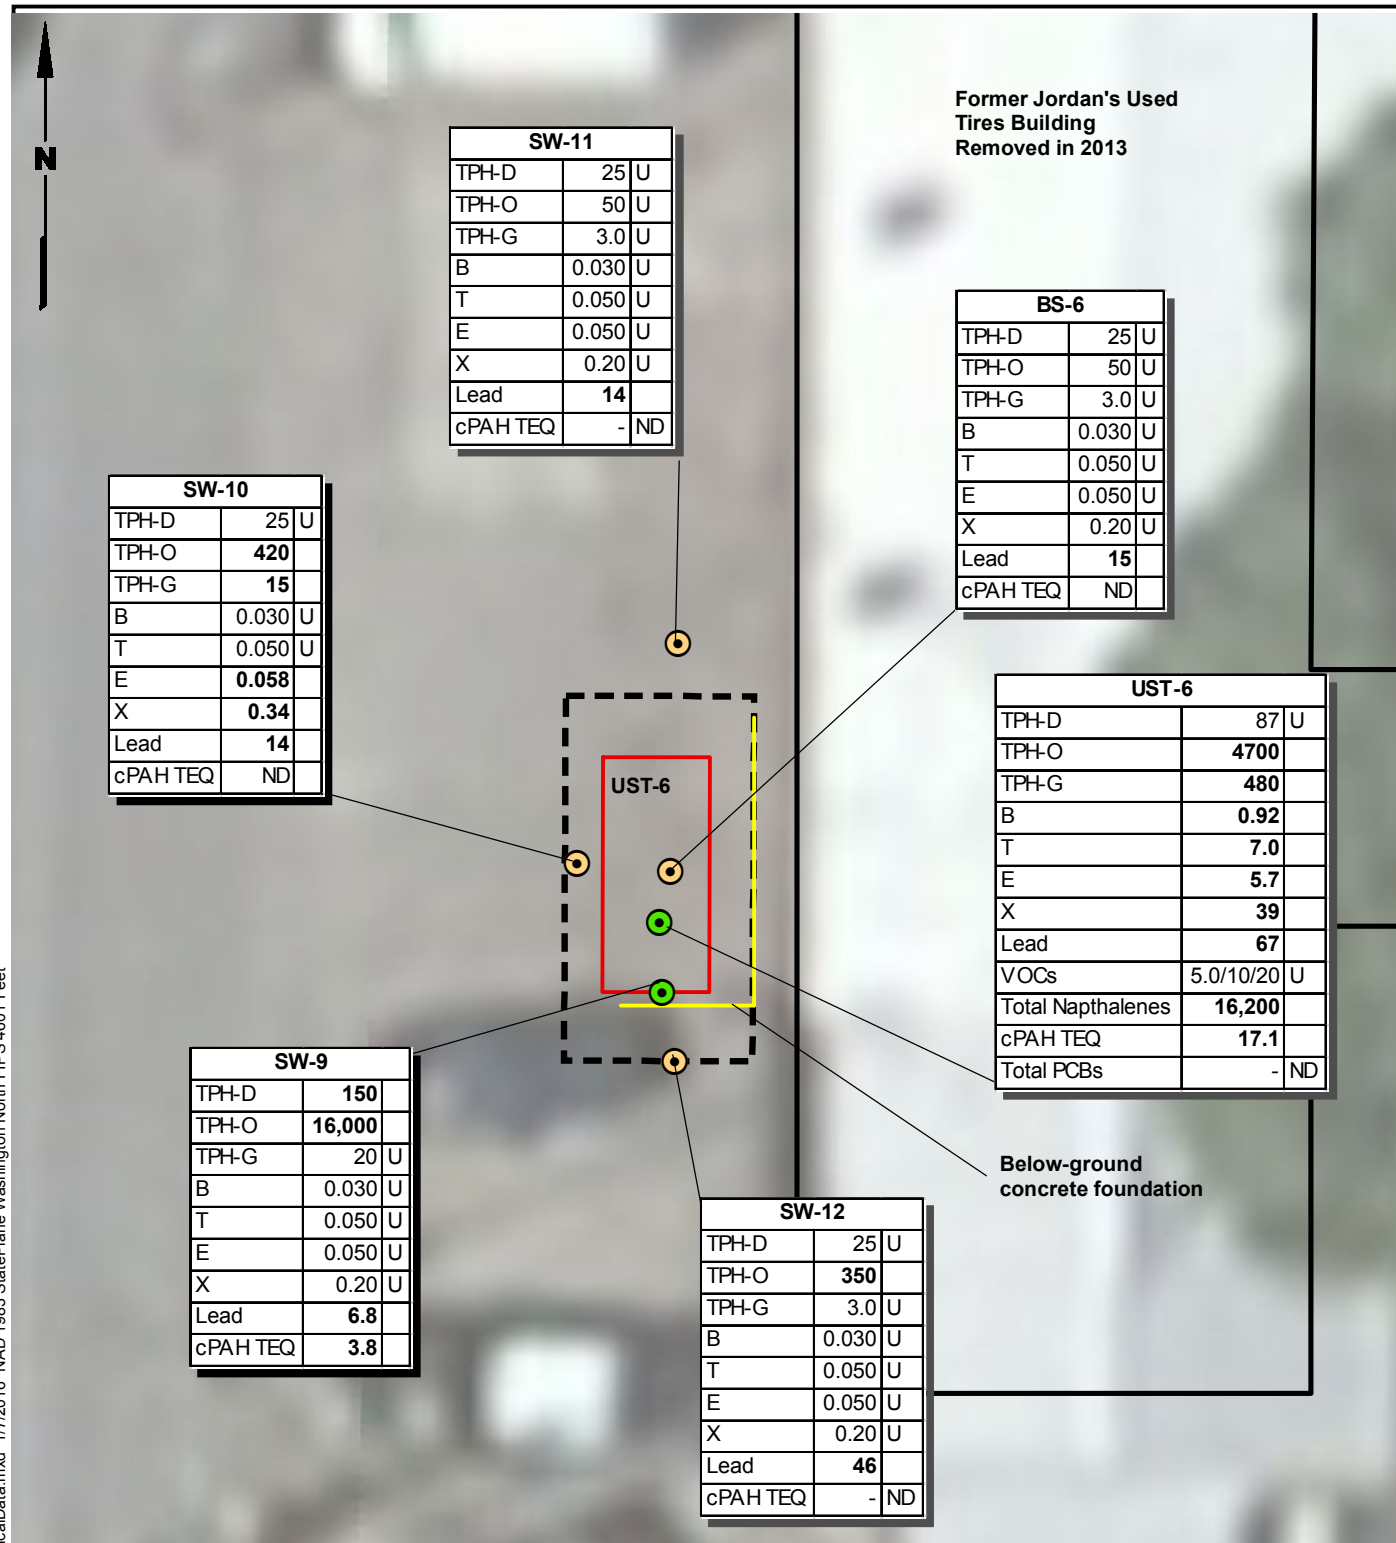 N
Former Jordan's Used
Tires Building
Removed in 2013
SW-11
TPH-D 25 U
TPH-O 50 U
TPH-G 3.0 U
B 0.030 U
T 0.050 U
E 0.050 U
X 0.20 U
Lead 14
cPAH TEQ - ND
BS-6
TPH-D 25 U
TPH-O 50 U
TPH-G 3.0 U
B 0.030 U
T 0.050 U
E 0.050 U
X 0.20 U
Lead 15
cPAH TEQ ND
SW-10
TPH-D 25 U
TPH-O 420
TPH-G 15
B 0.030 U
T 0.050 U
E 0.058
X 0.34
Lead 14
cPAH TEQ ND
UST-6
UST-6
TPH-D 87 U
TPH-O 4700
TPH-G 480
B 0.92
T 7.0
E 5.7
X 39
Lead 67
VOCs 5.0/10/20 U
Total Napthalenes 16,200
cPAH TEQ 17.1
Total PCBs - ND
SW-9
TPH-D 150
TPH-O 16,000
TPH-G 20 U
B 0.030 U
T 0.050 U
E 0.050 U
X 0.20 U
Lead 6.8
cPAH TEQ 3.8
Below-ground
concrete foundation
SW-12
TPH-D 25 U
TPH-O 350
TPH-G 3.0 U
B 0.030 U
T 0.050 U
E 0.050 U
X 0.20 U
Lead 46
cPAH TEQ - ND